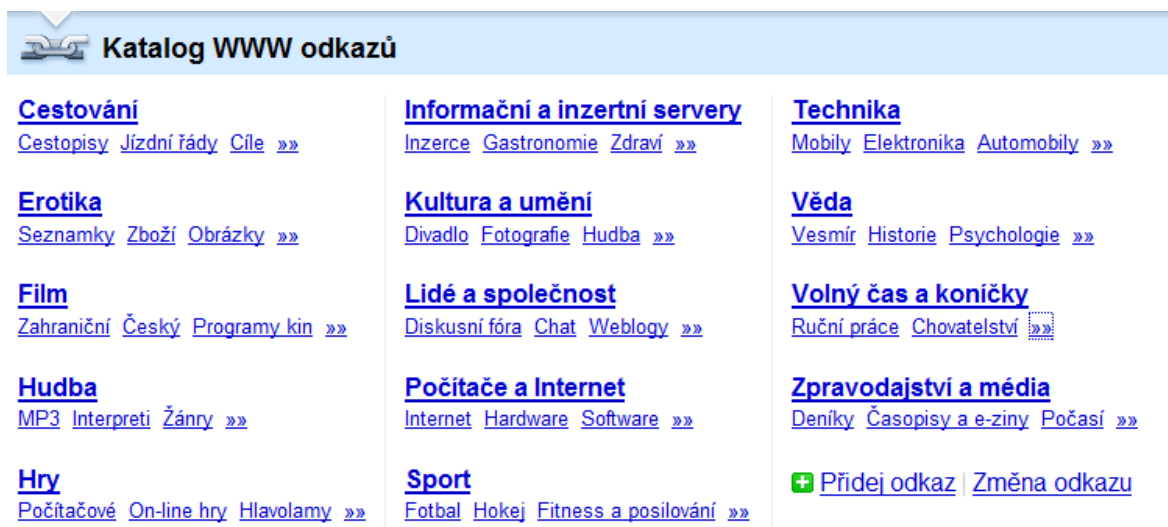 Katalog WWW odkazů
Cestování
Cestopisy Jízdní řády Cíle »»
Erotika
Seznamky Zboží Obrázky »»
Film
Zahraniční Český Programy kin »»
Hudba
MP3 Interpreti Žánry »»
Hry
Počítačové On-line hry Hlavolamy »»
Informační a inzertní servery
Inzerce Gastronomie Zdraví »»
Kultura a umění
Divadlo Fotografie Hudba »»
Lidé a společnost
Diskusní fóra Chat Weblogy »»
Počítače a Internet
Internet Hardware Software »»
Sport
Fotbal Hokej Fitness a posilování »»
Technika
Mobily Elektronika Automobily »»
Věda
Vesmír Historie Psychologie »»
Volný čas a koníčky
Ruční práce Chovatelství »»
Zpravodajství a média
Deníky Časopisy a e-ziny Počasí »»
Přidej odkaz | Změna odkazu